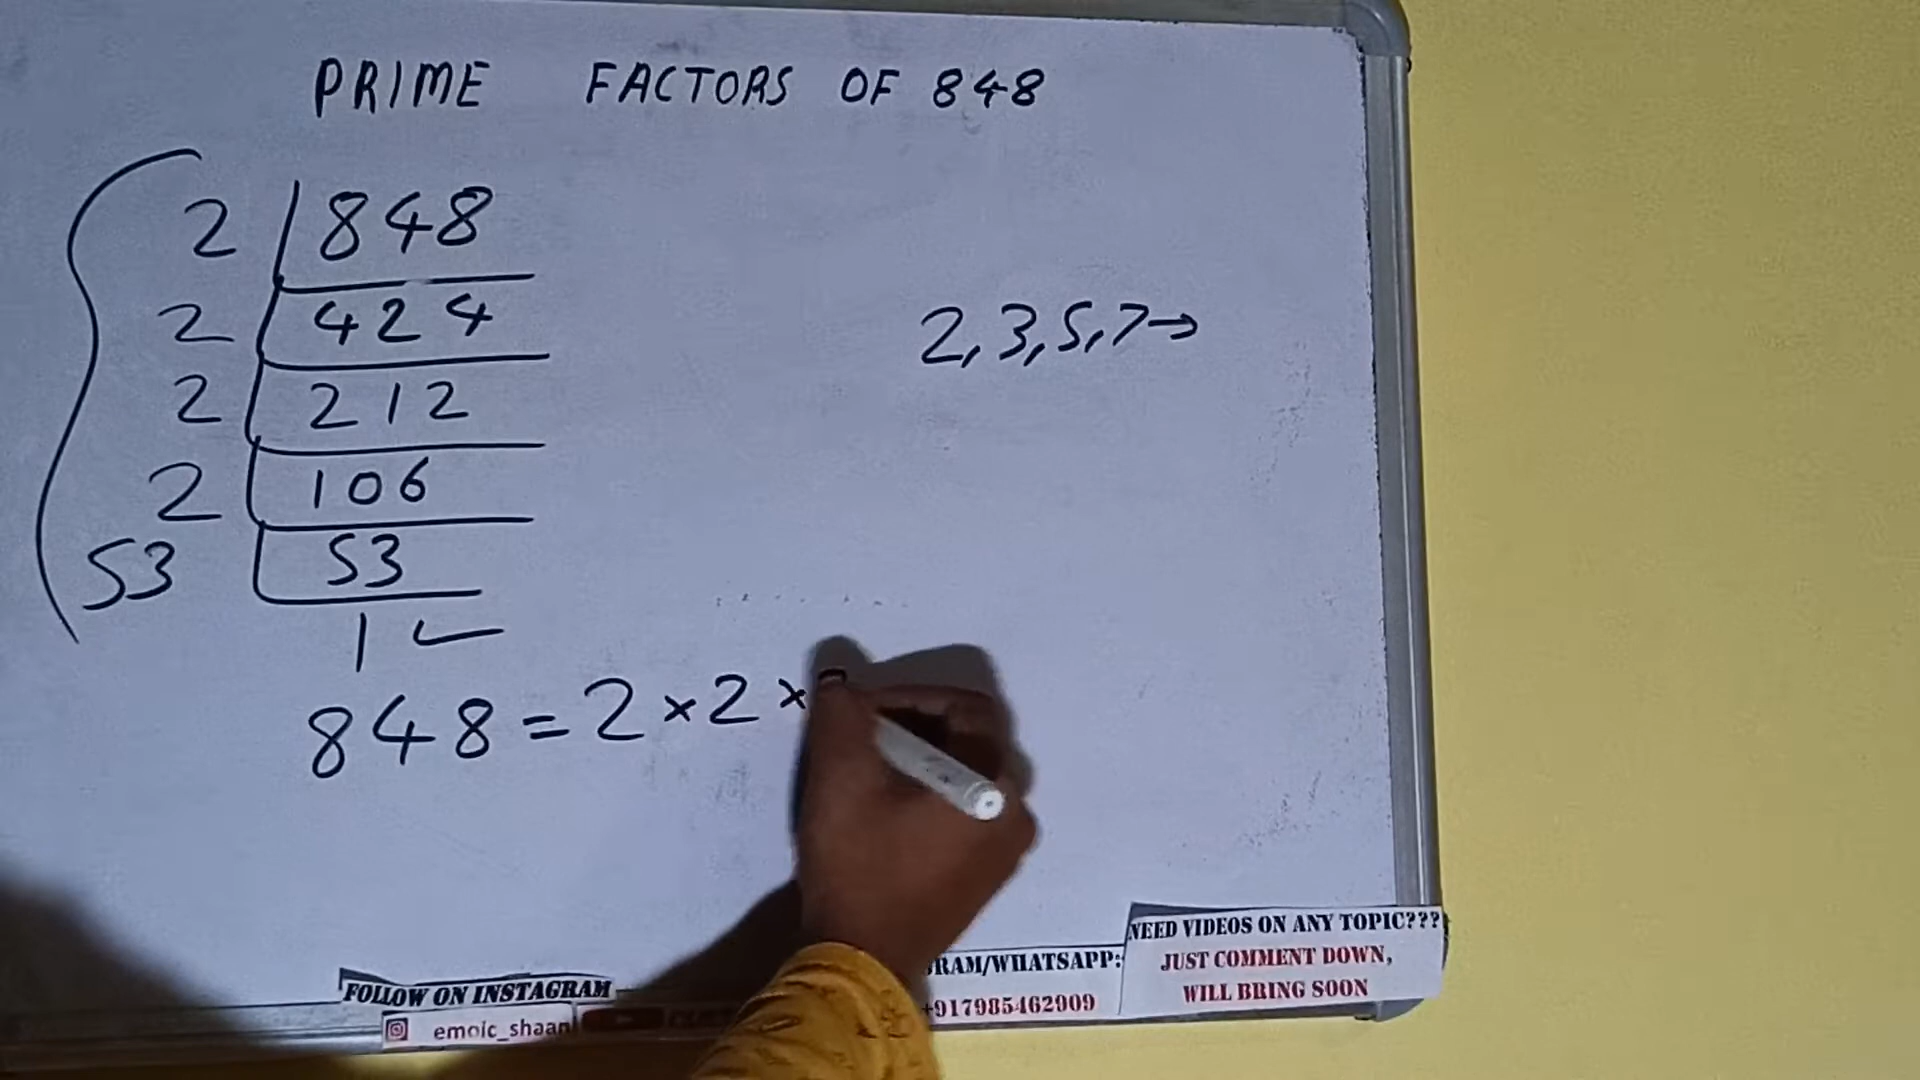 PRIME FACTORS OF 848
2 848
2 424
2 212
2 106
53 53
1
2, 3, 5, 7→
848 = 2 × 2 ×
NEED VIDEOS ON ANY TOPIC???
JUST COMMENT DOWN,
WILL BRING SOON
RAM/WHATSAPP:
+917985462909
FOLLOW ON INSTAGRAM
emoic_shaan